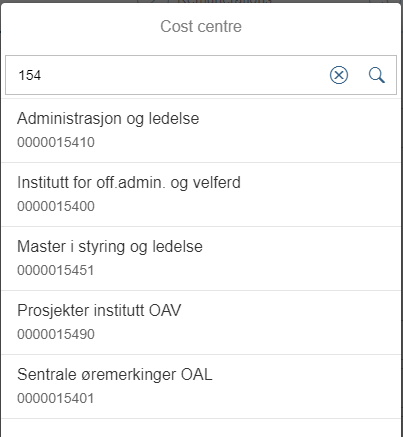 Cost centre
154
Administrasjon og ledelse
0000015410
Institutt for off.admin. og velferd
0000015400
Master i styring og ledelse
0000015451
Prosjekter institutt OAV
0000015490
Sentrale øremerkinger OAL
0000015401